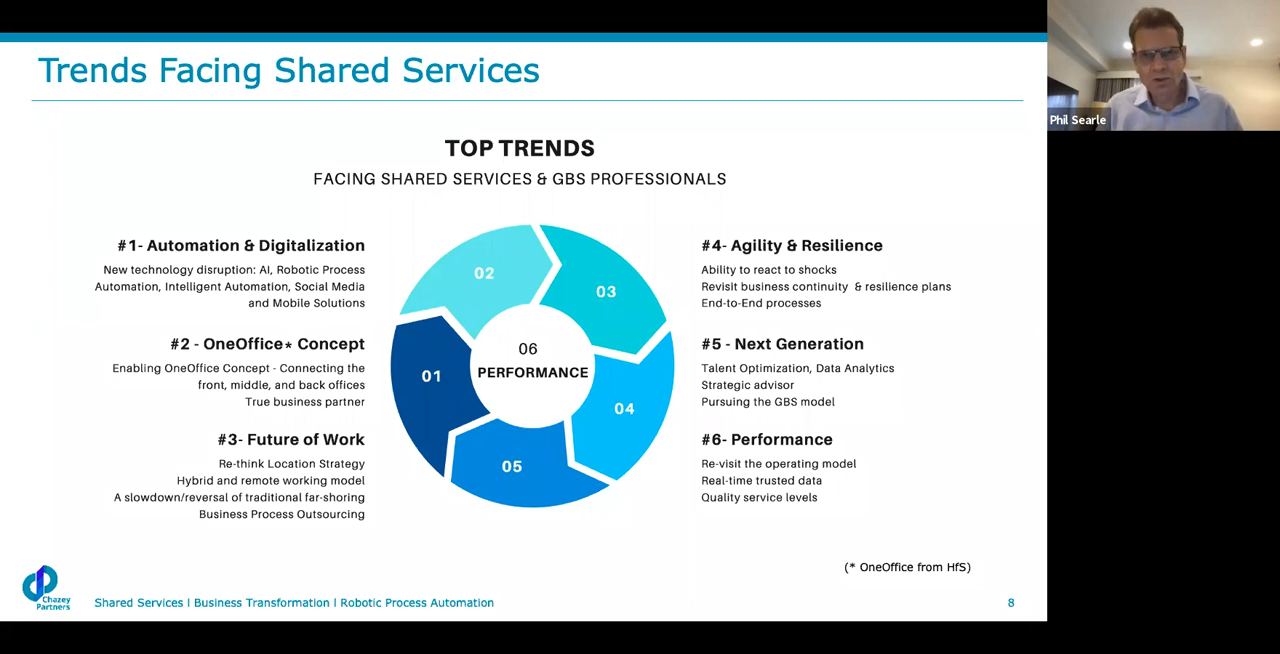 Trends Facing Shared Services
TOP TRENDS
FACING SHARED SERVICES & GBS PROFESSIONALS
#1- Automation & Digitalization
New technology disruption: AI, Robotic Process
Automation, Intelligent Automation, Social Media
and Mobile Solutions
#2 - OneOffice* Concept
Enabling OneOffice Concept - Connecting the
front, middle, and back offices
True business partner
#3- Future of Work
Re-think Location Strategy
Hybrid and remote working model
A slowdown/reversal of traditional far-shoring
Business Process Outsourcing
02
03
01
04
05
06
PERFORMANCE
#4- Agility & Resilience
Ability to react to shocks
Revisit business continuity & resilience plans
End-to-End processes
#5 - Next Generation
Talent Optimization, Data Analytics
Strategic advisor
Pursuing the GBS model
#6- Performance
Re-visit the operating model
Real-time trusted data
Quality service levels
(* OneOffice from HfS)
Chazey
Partners
Shared Services I Business Transformation I Robotic Process Automation
8
Phil Searle